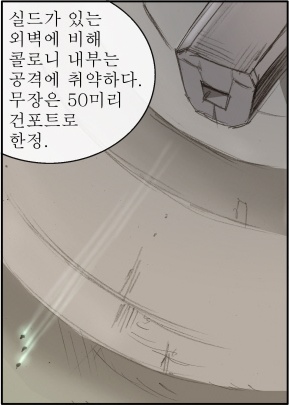 실드가 있는
외벽에 비해
콜로니 내부는
공격에 취약하다.
무장은 50미리
건포트로
한정.